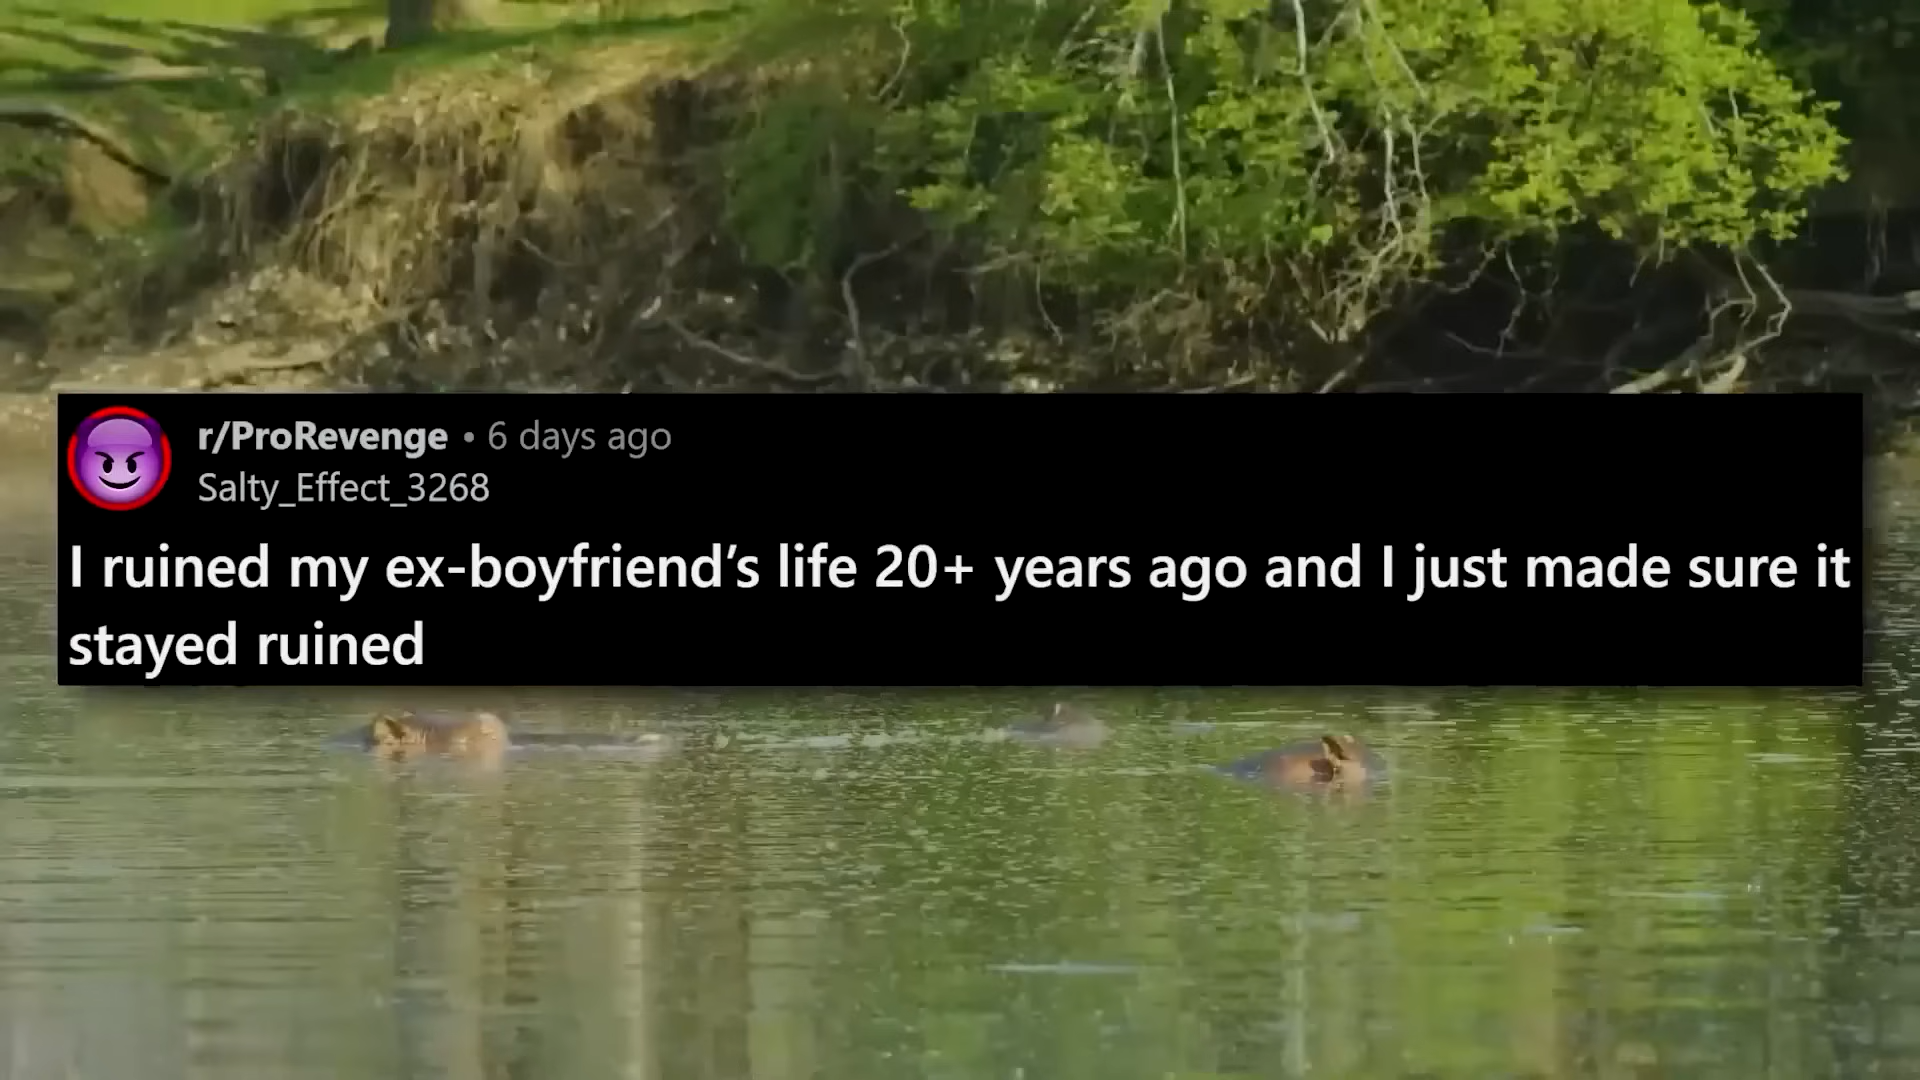 r/ProRevenge • 6 days ago
Salty_Effect_3268
I ruined my ex-boyfriend’s life 20+ years ago and I just made sure it
stayed ruined